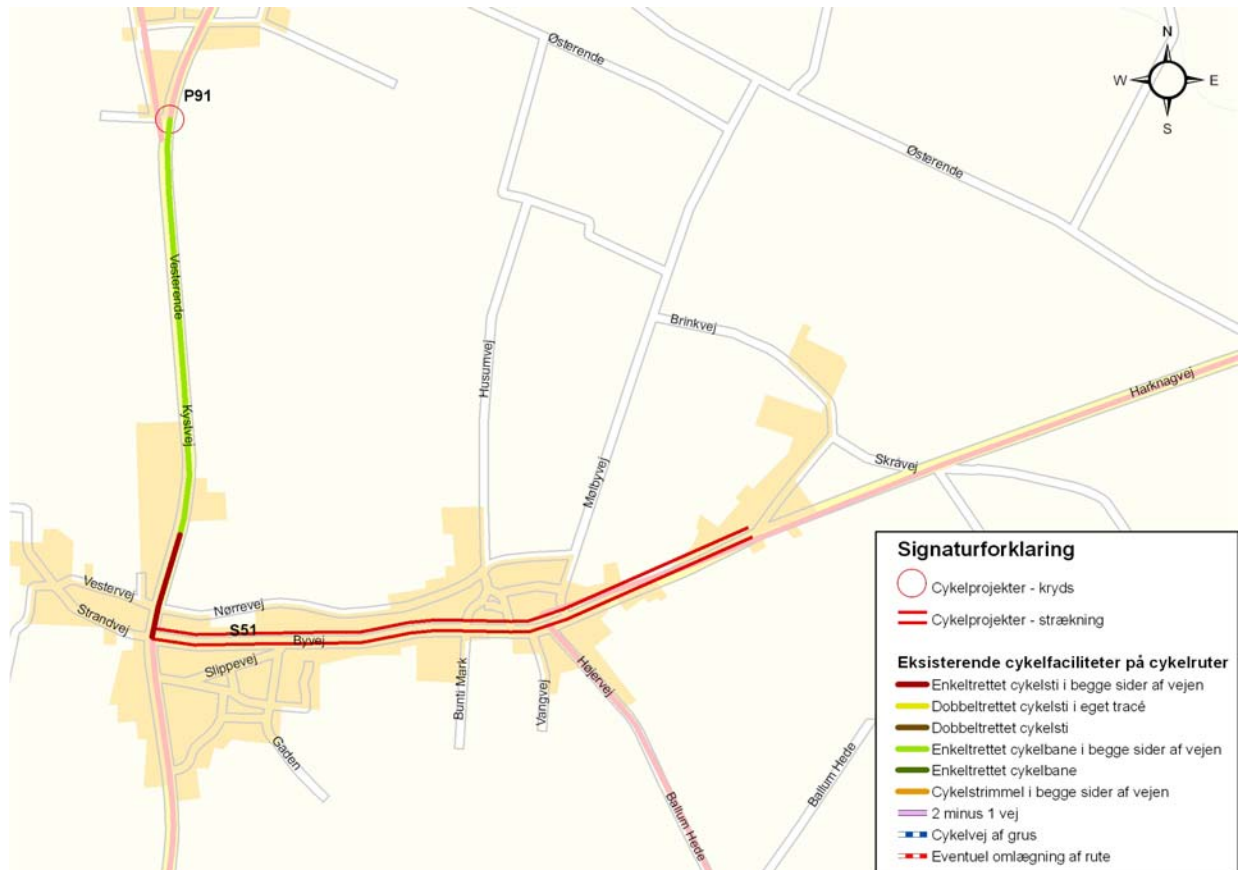 Østerende
N
W
E
S
P91
Østerende
Østerende
Vesterende
Brinkvej
Husumvej
Harknagvej
Kystvej
Skråvej
Mølbyvej
Vestervej
Nørrevej
Strandvej
S51
Byvej
Slippevej
Bunti Mark
Vangvej
Højervej
Gaden
Ballum Hede
Ballum Hede
Signaturforklaring
Cykelprojekter - kryds
Cykelprojekter - strækning
Eksisterende cykelfaciliteter på cykelruter
Enkeltrettet cykelsti i begge sider af vejen
Dobbeltrettet cykelsti i eget tracé
Dobbeltrettet cykelsti
Enkeltrettet cykelbane i begge sider af vejen
Enkeltrettet cykelbane
Cykelstrimmel i begge sider af vejen
2 minus 1 vej
Cykelvej af grus
Eventuel omlægning af rute